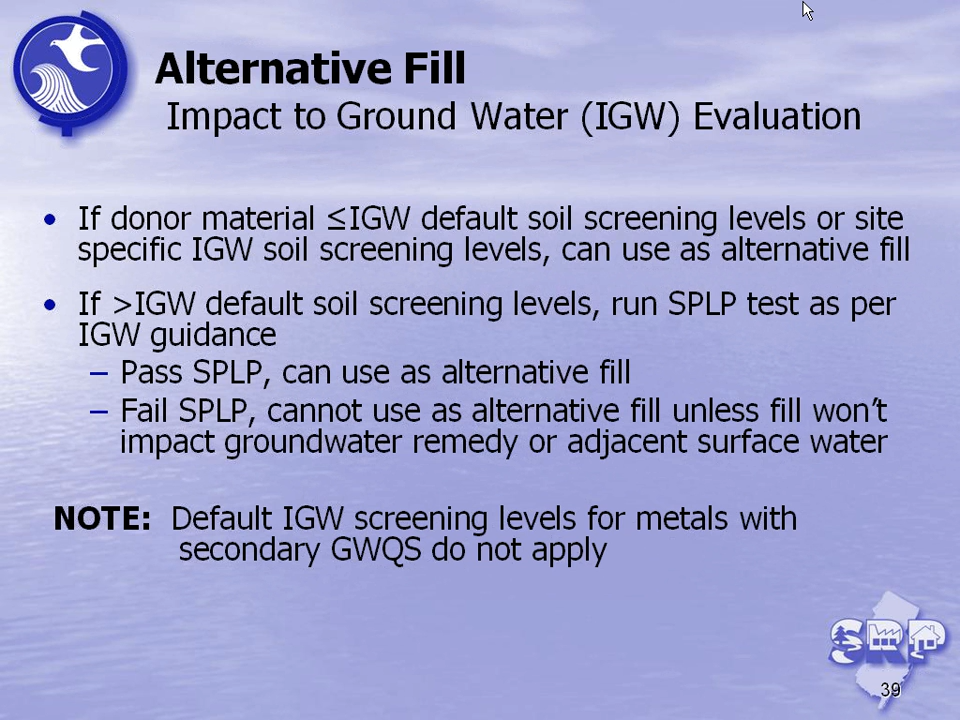 Alternative Fill
Impact to Ground Water (IGW) Evaluation
• If donor material ≤IGW default soil screening levels or site
specific IGW soil screening levels, can use as alternative fill
• If >IGW default soil screening levels, run SPLP test as per
IGW guidance
– Pass SPLP, can use as alternative fill
– Fail SPLP, cannot use as alternative fill unless fill won't
impact groundwater remedy or adjacent surface water
NOTE: Default IGW screening levels for metals with
secondary GWQS do not apply
SRP
39